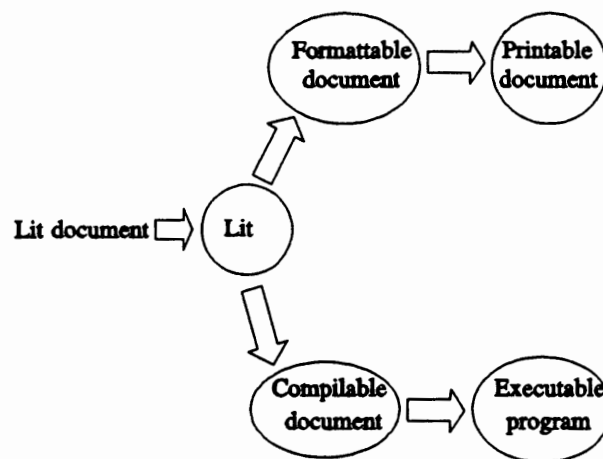 Formattable
document
Printable
document
Lit document
Lit
Compilable
document
Executable
program